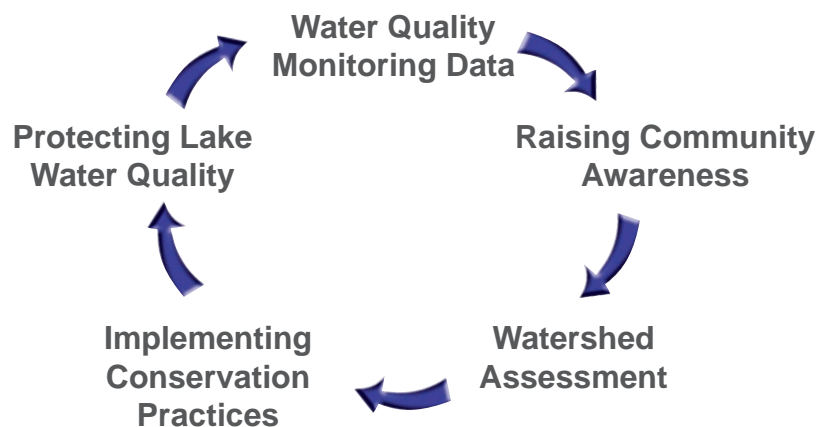 Water Quality
Monitoring Data
Raising Community
Awareness
Watershed
Assessment
Implementing
Conservation
Practices
Protecting Lake
Water Quality